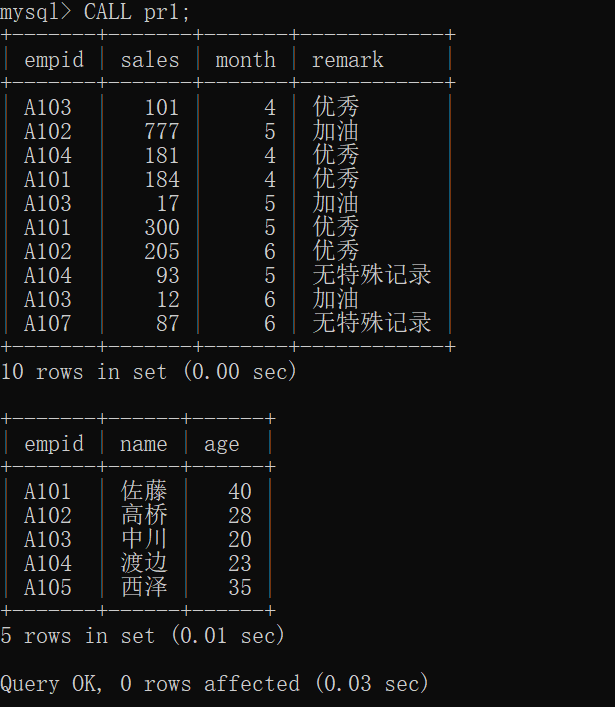 mysql> CALL pr1;
+-------+-------+-------+------------+
| empid | sales | month | remark     |
+-------+-------+-------+------------+
| A103  |   101 |     4 | 优秀
| A102  |   777 |     5 | 加油
| A104  |   181 |     4 | 优秀
| A101  |   184 |     4 | 优秀
| A103  |    17 |     5 | 加油
| A101  |   300 |     5 | 优秀
| A102  |   205 |     6 | 优秀
| A104  |    93 |     5 | 无特殊记录 |
| A103  |    12 |     6 | 加油       |
| A107  |    87 |     6 | 无特殊记录 |
+-------+-------+-------+------------+
10 rows in set (0.00 sec)

+-------+------+------+
| empid | name | age  |
+-------+------+------+
| A101  | 佐藤 |   40 |
| A102  | 高桥 |   28 |
| A103  | 中川 |   20 |
| A104  | 渡边 |   23 |
| A105  | 西泽 |   35 |
+-------+------+------+
5 rows in set (0.01 sec)

Query OK, 0 rows affected (0.03 sec)